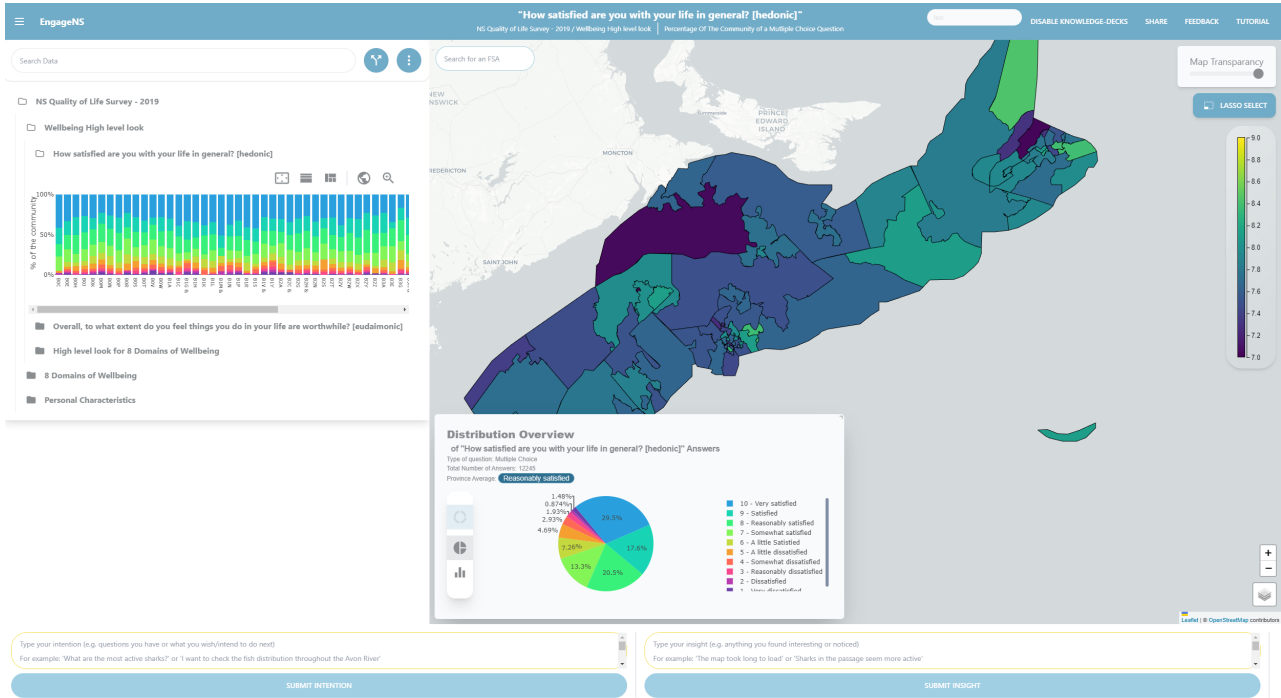 EngageNS
"How satisfied are you with your life in general? [hedonic]"
NS Quality of Life Survey - 2019 / Wellbeing High level look | Percentage Of The Community of a Multiple Choice Question
DISABLE KNOWLEDGE-DECKS
SHARE
FEEDBACK
TUTORIAL
Search Data
NS Quality of Life Survey - 2019
Wellbeing High level look
How satisfied are you with your life in general? [hedonic]
100%
50%
0%
% of the community
Overall, to what extent do you feel things you do in your life are worthwhile? [eudaimonic]
High level look for 8 Domains of Wellbeing
8 Domains of Wellbeing
Personal Characteristics
Search for an FSA
NEW
NSWICK
Summerside
PRINCE
EDWARD
ISLAND
MONCTON
REDERICTON
SAINT JOHN
Map Transparancy
LASSO SELECT
9.0
8.8
8.6
8.4
8.2
8.0
7.8
7.6
7.4
7.2
7.0
Distribution Overview
of "How satisfied are you with your life in general? [hedonic]" Answers
Type of question: Multiple Choice
Total Number of Answers: 12245
Province Average: Reasonably satisfied
1.48%
0.874%
1.93%
2.93%
4.69%
7.26%
13.3%
20.5%
17.6%
29.5%
10 - Very satisfied
9 - Satisfied
8 - Reasonably satisfied
7 - Somewhat satisfied
6 - A little Satistied
5 - A little dissatisfied
4 - Somewhat dissatisfied
3 - Reasonably dissatisfied
2 - Dissatisfied
1 - Very dissatisfied
+
−
Leaflet | © OpenStreetMap contributors
Type your intention (e.g. questions you have or what you wish/intend to do next)
For example: 'What are the most active sharks?' or 'I want to check the fish distribution throughout the Avon River'
SUBMIT INTENTION
Type your insight (e.g. anything you found interesting or noticed)
For example: 'The map took long to load' or 'Sharks in the passage seem more active'
SUBMIT INSIGHT